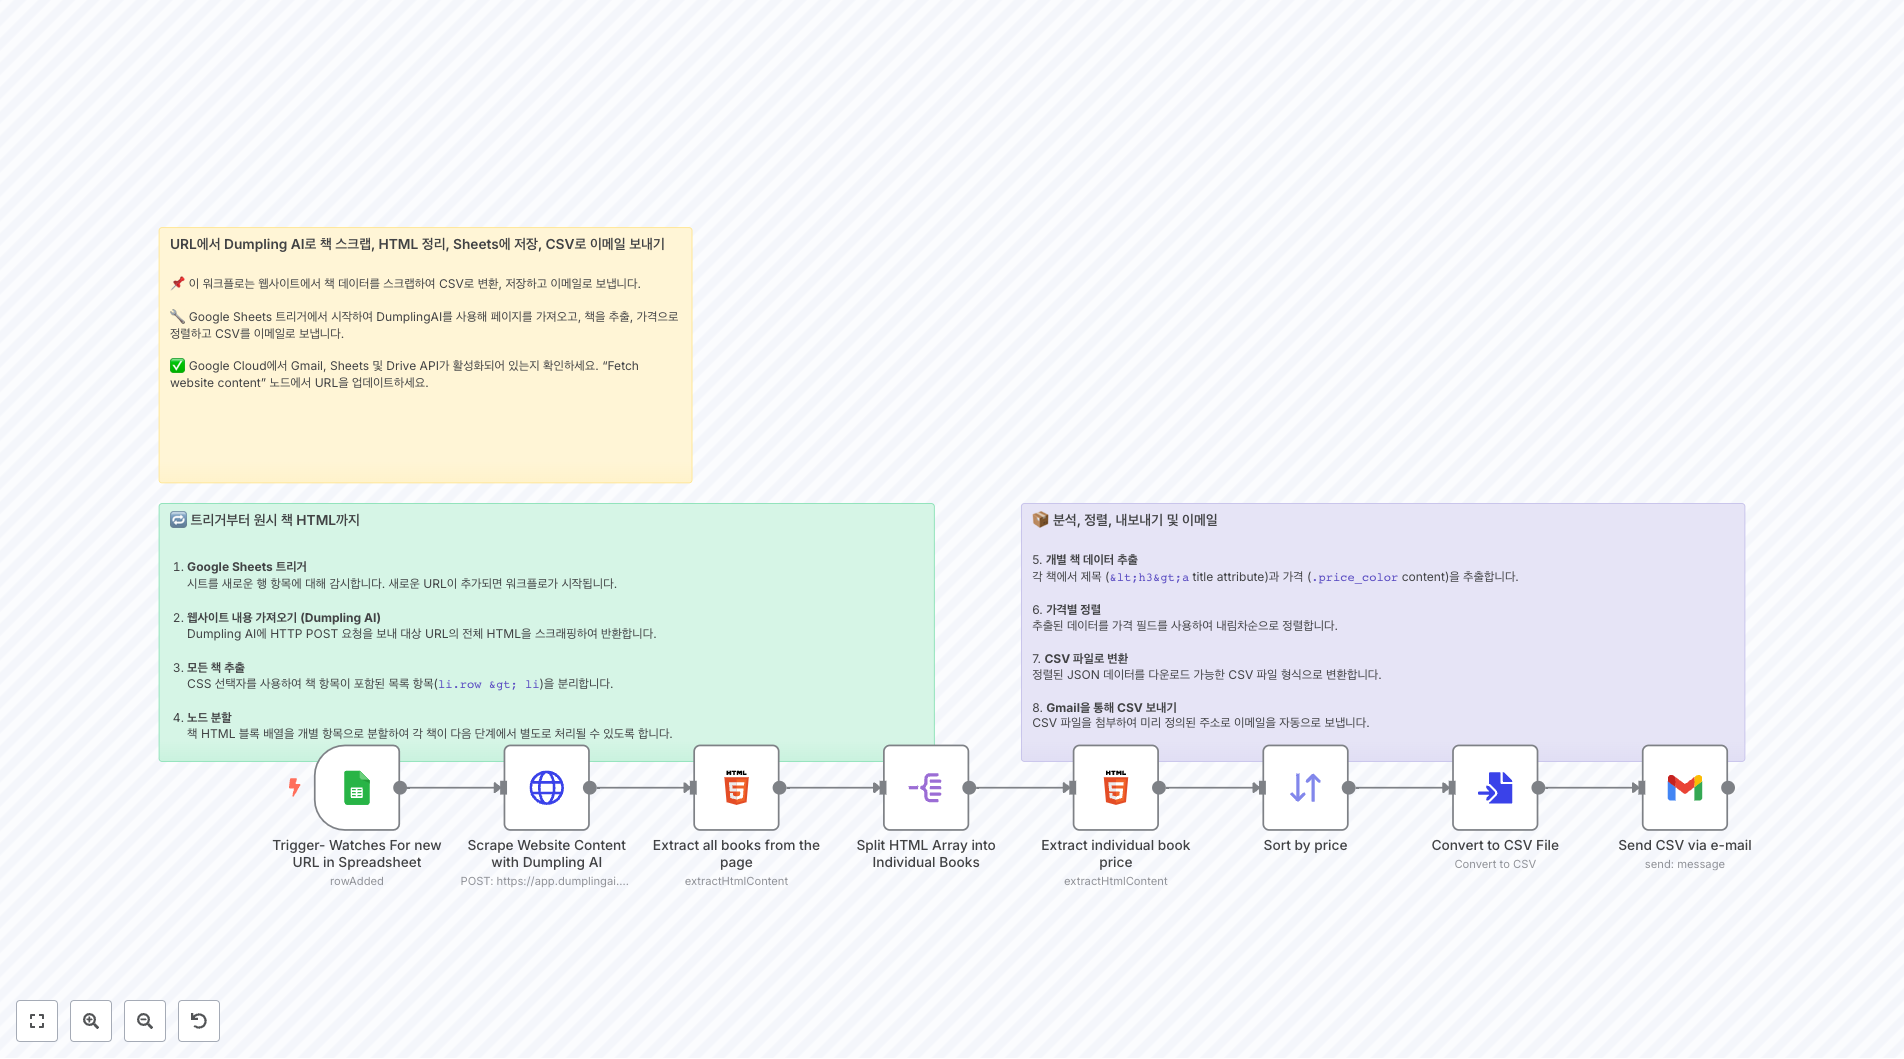 URL에서 Dumpling AI로 책 스크랩, HTML 정리, Sheets에 저장, CSV로 이메일 보내기
📌 이 워크플로는 웹사이트에서 책 데이터를 스크랩하여 CSV로 변환, 저장하고 이메일로 보냅니다.
🔧 Google Sheets 트리거에서 시작하여 DumplingAI를 사용해 페이지를 가져오고, 책을 추출, 가격으로
정렬하고 CSV를 이메일로 보냅니다.
✅ Google Cloud에서 Gmail, Sheets 및 Drive API가 활성화되어 있는지 확인하세요. “Fetch
website content” 노드에서 URL을 업데이트하세요.
🔁 트리거부터 원시 책 HTML까지
1. Google Sheets 트리거
시트를 새로운 행 항목에 대해 감시합니다. 새로운 URL이 추가되면 워크플로가 시작됩니다.
2. 웹사이트 내용 가져오기 (Dumpling AI)
Dumpling AI에 HTTP POST 요청을 보내 대상 URL의 전체 HTML을 스크래핑하여 반환합니다.
3. 모든 책 추출
CSS 선택자를 사용하여 책 항목이 포함된 목록 항목(li.row &gt; li)을 분리합니다.
4. 노드 분할
책 HTML 블록 배열을 개별 항목으로 분할하여 각 책이 다음 단계에서 별도로 처리될 수 있도록 합니다.
📦 분석, 정렬, 내보내기 및 이메일
5. 개별 책 데이터 추출
각 책에서 제목 (&lt;h3&gt;a title attribute)과 가격 (.price_color content)을 추출합니다.
6. 가격별 정렬
추출된 데이터를 가격 필드를 사용하여 내림차순으로 정렬합니다.
7. CSV 파일로 변환
정렬된 JSON 데이터를 다운로드 가능한 CSV 파일 형식으로 변환합니다.
8. Gmail을 통해 CSV 보내기
CSV 파일을 첨부하여 미리 정의된 주소로 이메일을 자동으로 보냅니다.
Trigger- Watches For new
URL in Spreadsheet
rowAdded
Scrape Website Content
with Dumpling AI
POST: https://app.dumplingai....
Extract all books from the
page
extractHtmlContent
Split HTML Array into
Individual Books
Extract individual book
price
extractHtmlContent
Sort by price
Convert to CSV File
Convert to CSV
Send CSV via e-mail
send: message